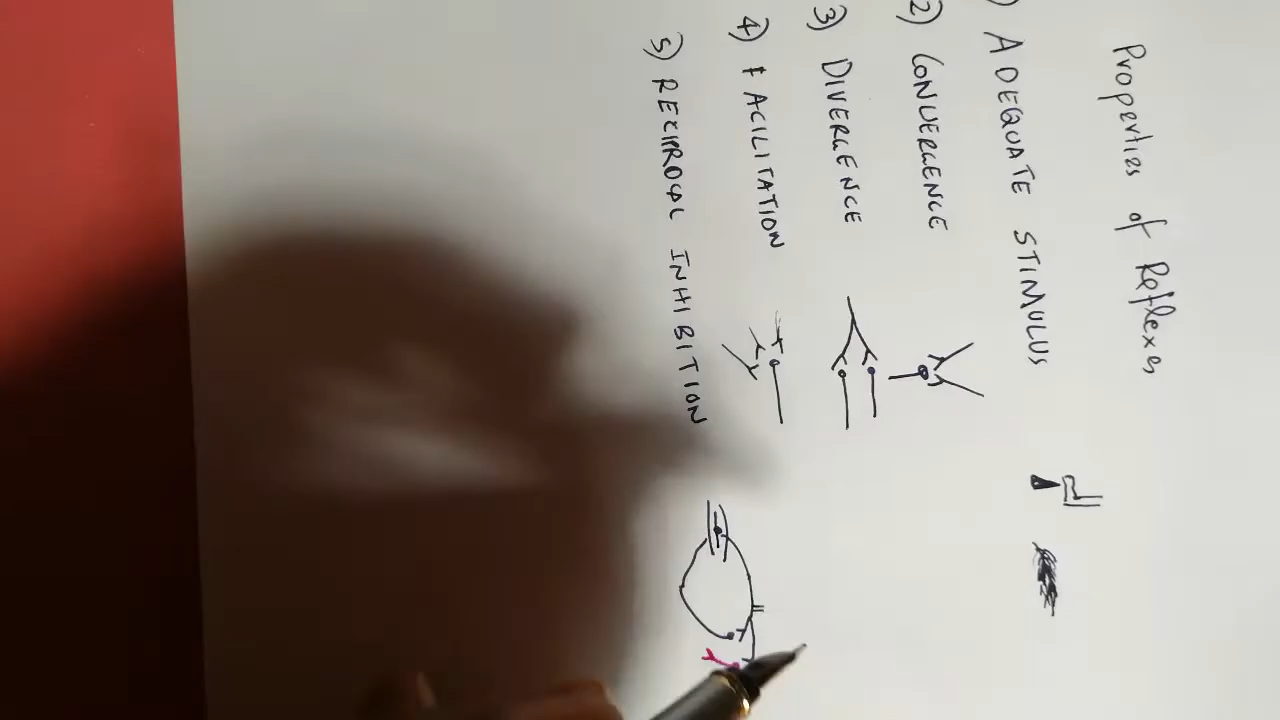 Properties of Reflexes
) ADEQUATE STIMULUS
2) CONVERGENCE
3) DIVERGENCE
4) FACILITATION
5) RECIPROCAL INHIBITION